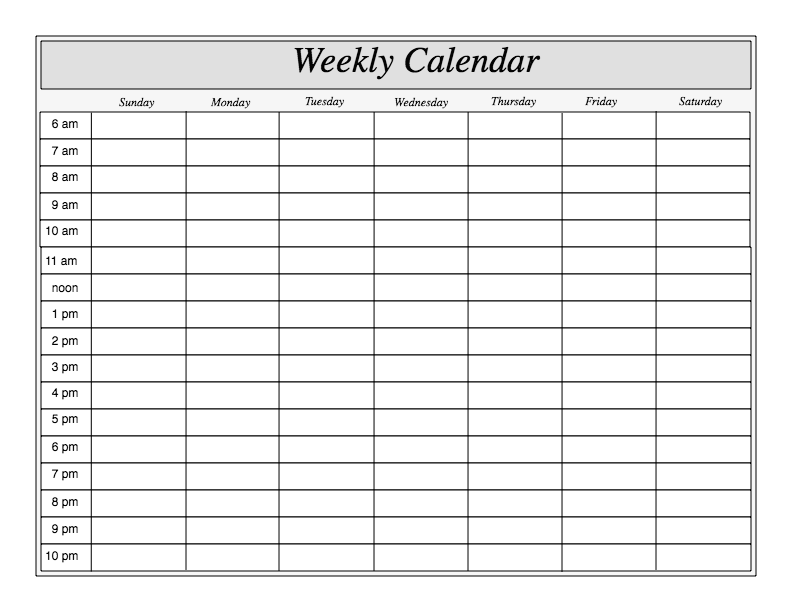 Weekly Calendar
Sunday Monday Tuesday Wednesday Thursday Friday Saturday
6 am
7 am
8 am
9 am
10 am
11 am
noon
1 pm
2 pm
3 pm
4 pm
5 pm
6 pm
7 pm
8 pm
9 pm
10 pm